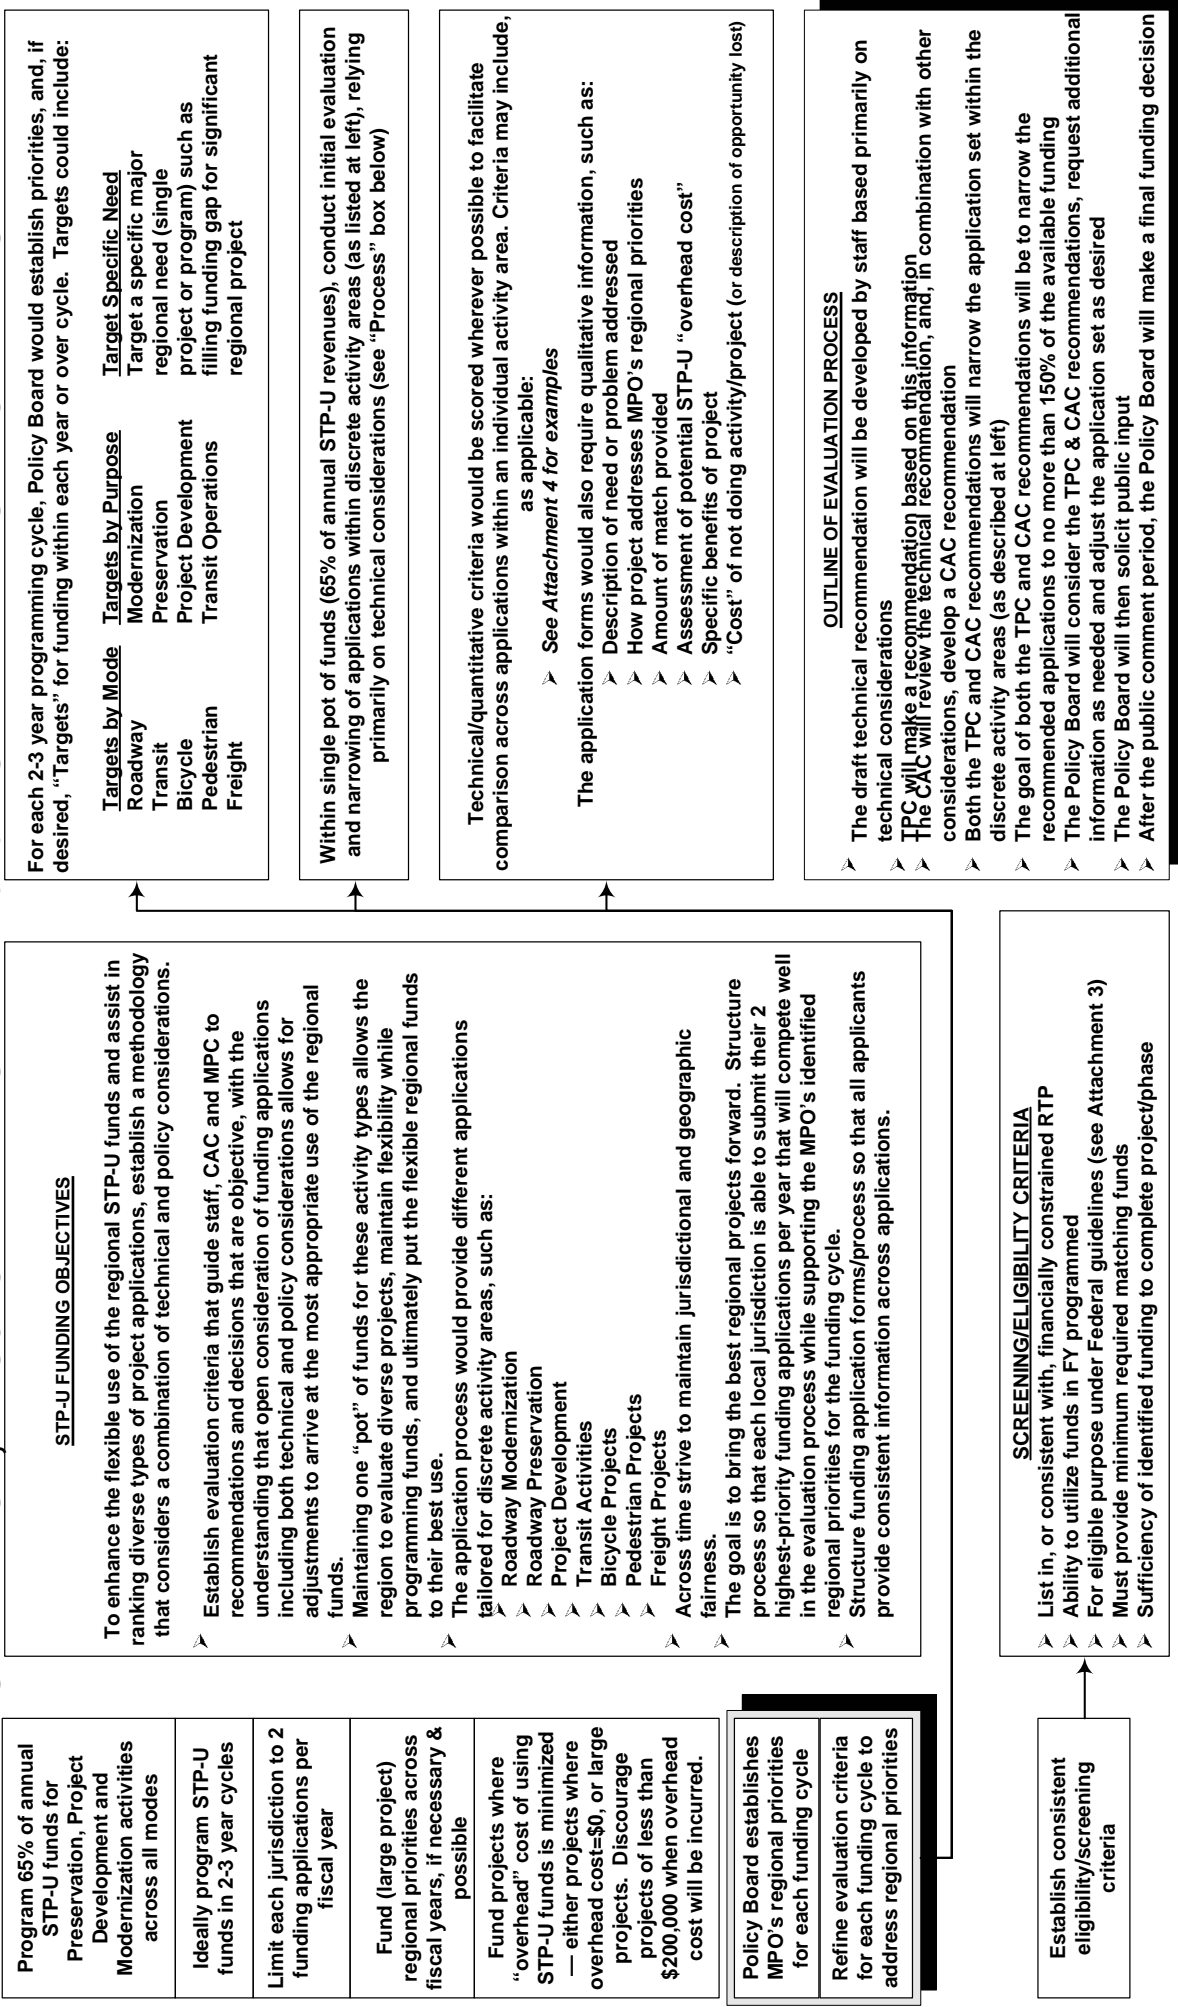 Program 65% of annual
STP-U funds for
Preservation, Project
Development and
Modernization activities
across all modes
Ideally program STP-U
funds in 2-3 year cycles
Limit each jurisdiction to 2
funding applications per
fiscal year
Fund (large project)
regional priorities across
fiscal years, if necessary &
possible
Fund projects where
“overhead” cost of using
STP-U funds is minimized
— either projects where
overhead cost=$0, or large
projects. Discourage
projects of less than
$200,000 when overhead
cost will be incurred.
Policy Board establishes
MPO’s regional priorities
for each funding cycle
Refine evaluation criteria
for each funding cycle to
address regional priorities
Establish consistent
eligibility/screening
criteria
STP-U FUNDING OBJECTIVES
To enhance the flexible use of the regional STP-U funds and assist in
ranking diverse types of project applications, establish a methodology
that considers a combination of technical and policy considerations.
➢ Establish evaluation criteria that guide staff, CAC and MPC to
recommendations and decisions that are objective, with the
understanding that open consideration of funding applications
including both technical and policy considerations allows for
adjustments to arrive at the most appropriate use of the regional
funds.
➢ Maintaining one “pot” of funds for these activity types allows the
region to evaluate diverse projects, maintain flexibility while
programming funds, and ultimately put the flexible regional funds
to their best use.
➢ The application process would provide different applications
tailored for discrete activity areas, such as:
➢ Roadway Modernization
➢ Roadway Preservation
➢ Project Development
➢ Transit Activities
➢ Bicycle Projects
➢ Pedestrian Projects
➢ Freight Projects
➢ Across time strive to maintain jurisdictional and geographic
fairness.
➢ The goal is to bring the best regional projects forward. Structure
process so that each local jurisdiction is able to submit their 2
highest-priority funding applications per year that will compete well
in the evaluation process while supporting the MPO’s identified
regional priorities for the funding cycle.
➢ Structure funding application forms/process so that all applicants
provide consistent information across applications.
SCREENING/ELIGIBILITY CRITERIA
➢ List in, or consistent with, financially constrained RTP
➢ Ability to utilize funds in FY programmed
➢ For eligible purpose under Federal guidelines (see Attachment 3)
➢ Must provide minimum required matching funds
➢ Sufficiency of identified funding to complete project/phase
For each 2-3 year programming cycle, Policy Board would establish priorities, and, if
desired, “Targets” for funding within each year or over cycle. Targets could include:
Targets by Mode
Roadway
Transit
Bicycle
Pedestrian
Freight
Targets by Purpose
Modernization
Preservation
Project Development
Transit Operations
Target Specific Need
Target a specific major
regional need (single
project or program) such as
filling funding gap for significant
regional project
Within single pot of funds (65% of annual STP-U revenues), conduct initial evaluation
and narrowing of applications within discrete activity areas (as listed at left), relying
primarily on technical considerations (see “Process” box below)
Technical/quantitative criteria would be scored wherever possible to facilitate
comparison across applications within an individual activity area. Criteria may include,
as applicable:
➢ See Attachment 4 for examples
The application forms would also require qualitative information, such as:
➢ Description of need or problem addressed
➢ How project addresses MPO’s regional priorities
➢ Amount of match provided
➢ Assessment of potential STP-U “overhead cost”
➢ Specific benefits of project
➢ “Cost” of not doing activity/project (or description of opportunity lost)
OUTLINE OF EVALUATION PROCESS
➢ The draft technical recommendation will be developed by staff based primarily on
technical considerations
➢ TPC will make a recommendation based on this information
➢ The CAC will review the technical recommendation, and, in combination with other
considerations, develop a CAC recommendation
➢ Both the TPC and CAC recommendations will narrow the application set within the
discrete activity areas (as described at left)
➢ The goal of both the TPC and CAC recommendations will be to narrow the
recommended applications to no more than 150% of the available funding
➢ The Policy Board will consider the TPC & CAC recommendations, request additional
information as needed and adjust the application set as desired
➢ The Policy Board will then solicit public input
➢ After the public comment period, the Policy Board will make a final funding decision